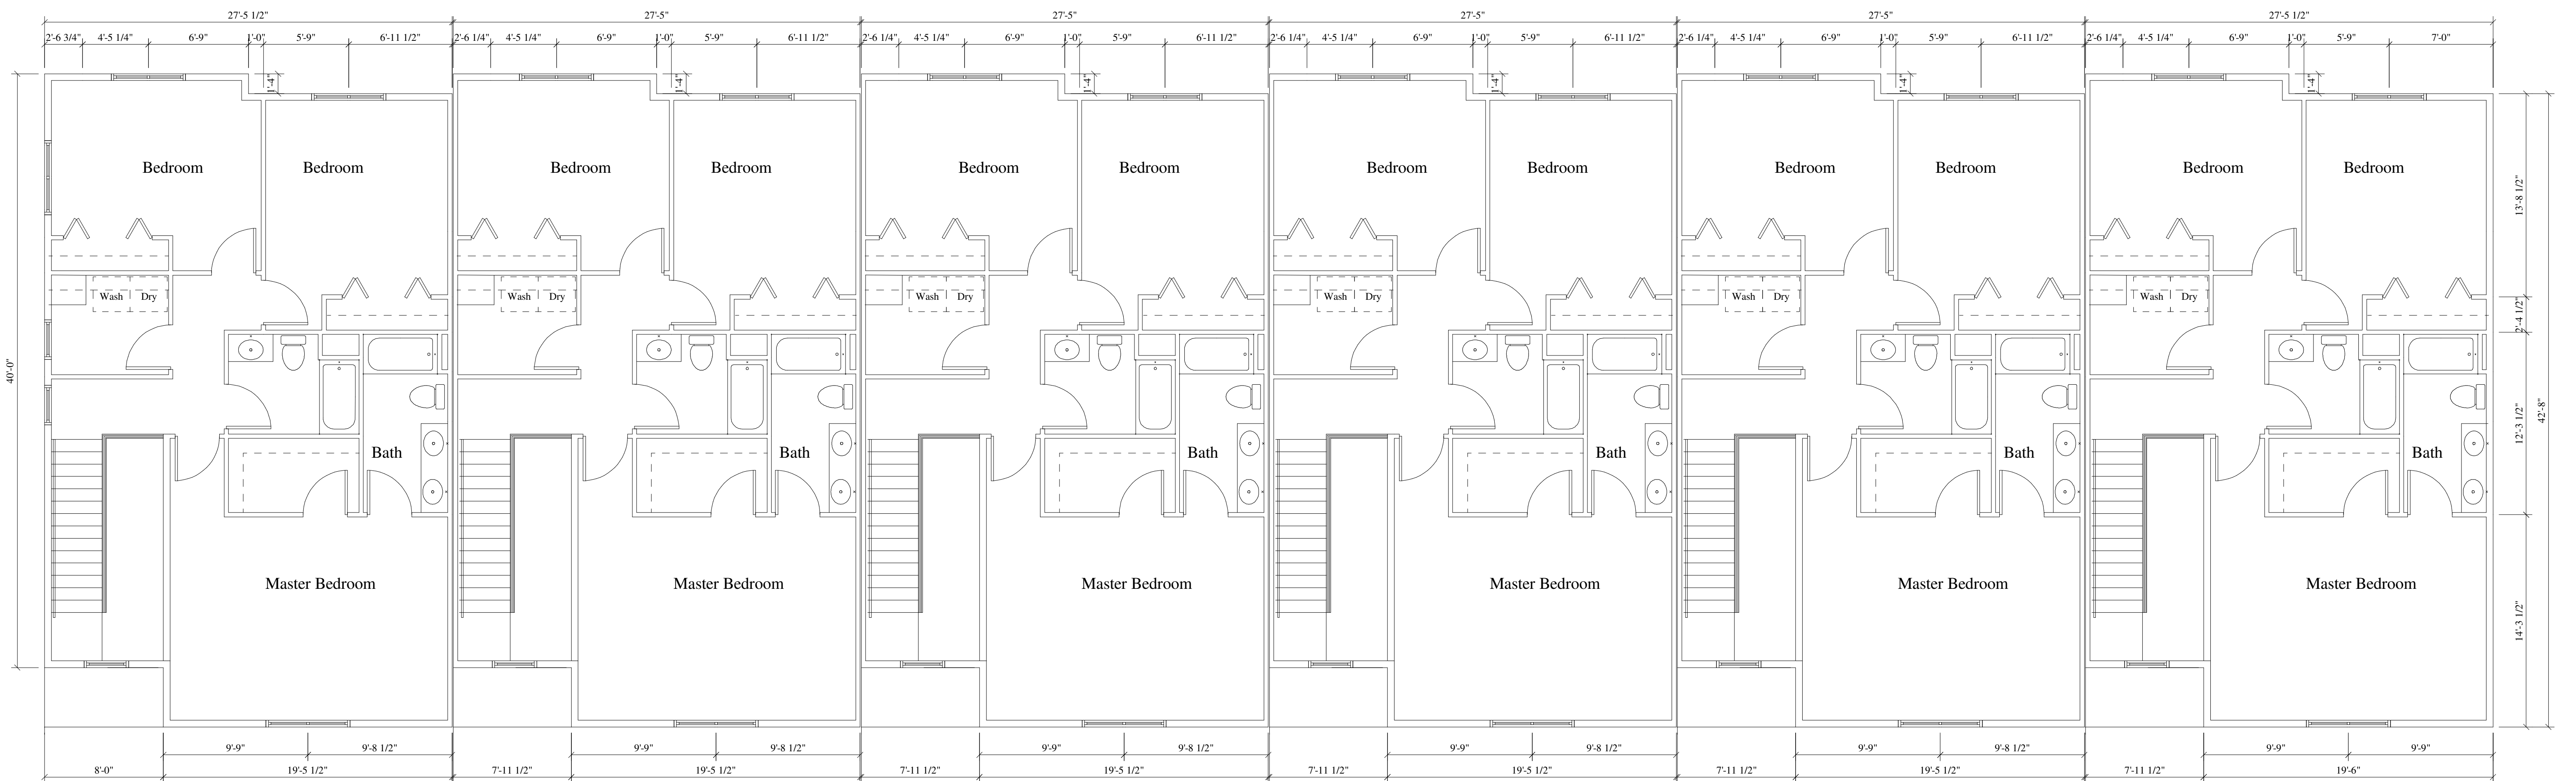 27'-5 1/2" 27'-5" 27'-5" 27'-5" 27'-5" 27'-5 1/2"
2'-6 3/4" 4'-5 1/4" 6'-9" 1'-0" 5'-9" 6'-11 1/2" 2'-6 1/4" 4'-5 1/4" 6'-9" 1'-0" 5'-9" 6'-11 1/2" 2'-6 1/4" 4'-5 1/4" 6'-9" 1'-0" 5'-9" 6'-11 1/2" 2'-6 1/4" 4'-5 1/4" 6'-9" 1'-0" 5'-9" 6'-11 1/2" 2'-6 1/4" 4'-5 1/4" 6'-9" 1'-0" 5'-9" 6'-11 1/2" 2'-6 1/4" 4'-5 1/4" 6'-9" 1'-0" 5'-9" 7'-0"
1'-4" 1'-4" 1'-4" 1'-4" 1'-4" 1'-4"
Bedroom Bedroom Bedroom Bedroom Bedroom Bedroom Bedroom Bedroom Bedroom Bedroom Bedroom Bedroom
13'-8 1/2"
Wash Dry Wash Dry Wash Dry Wash Dry Wash Dry Wash Dry
2'-4 1/2"
40'-0"
42'-8"
12'-3 1/2"
Bath Bath Bath Bath Bath Bath
Master Bedroom Master Bedroom Master Bedroom Master Bedroom Master Bedroom Master Bedroom
14'-3 1/2"
9'-9" 9'-8 1/2" 9'-9" 9'-8 1/2" 9'-9" 9'-8 1/2" 9'-9" 9'-8 1/2" 9'-9" 9'-8 1/2" 9'-9" 9'-9"
8'-0" 19'-5 1/2" 7'-11 1/2" 19'-5 1/2" 7'-11 1/2" 19'-5 1/2" 7'-11 1/2" 19'-5 1/2" 7'-11 1/2" 19'-5 1/2" 7'-11 1/2" 19'-6"